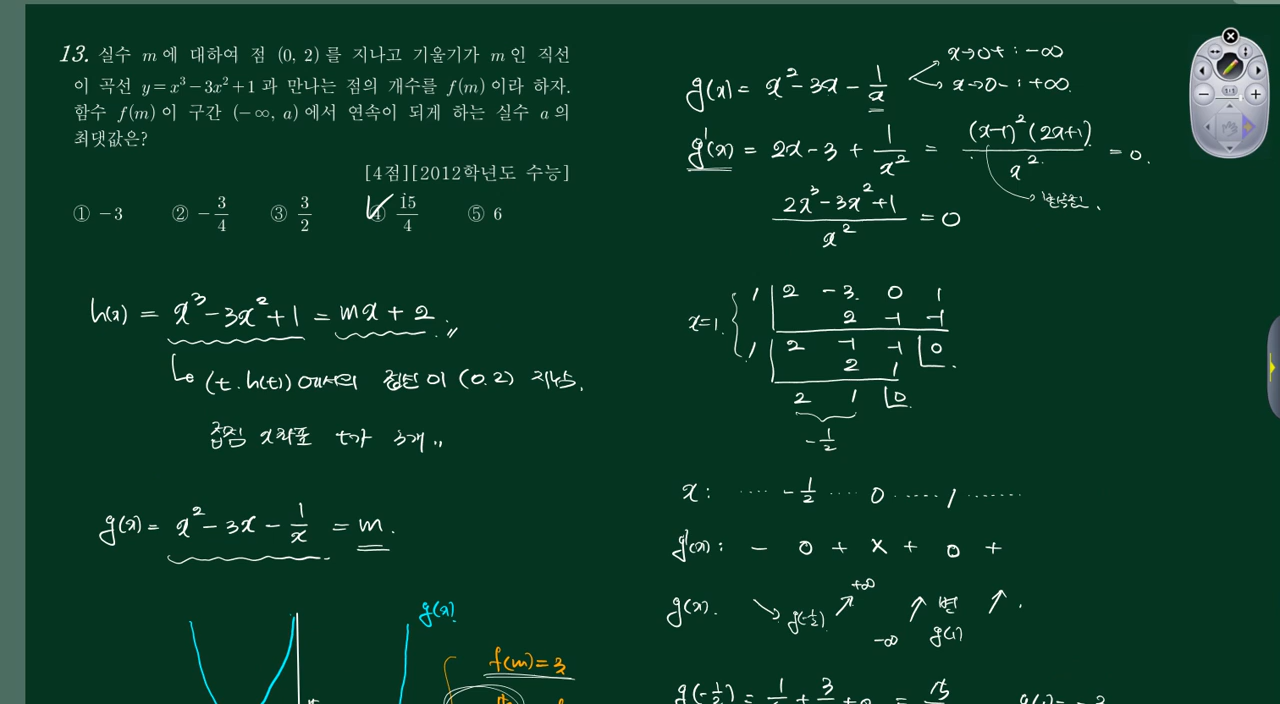 13. 실수 m에 대하여 점 (0, 2)를 지나고 기울기가 m인 직선
이 곡선 y=x³−3x²+1과 만나는 점의 개수를 f(m)이라 하자.
함수 f(m)이 구간 (−∞, a)에서 연속이 되게 하는 실수 a의
최댓값은?
[4점][2012학년도 수능]
① −3 ② −3/4 ③ 3/2 ④ 15/4 ⑤ 6
h(x) = x³−3x²+1 = mx+2
(t, h(t))에서의 접선이 (0.2) 지남.
접점 x좌표 t가
g(x) = x²−3x−1/x = m.
g(x)
f(m)=3
g(x) = x²−3x−1/x
x→0+ : −∞
x→0− : +∞
g'(x) = 2x−3+1/x² = (x−1)²(2x+1)/x² = 0.
(2x³−3x²+1)/x² = 0
x=1
1 2 −3 0 1
2 −1 −1
1 2 −1 −1 0
2 1
2 1 0
−1/2
x: ···· −1/2 ···· 0 ······ 1 ·······
g'(x): − 0 + × + 0 +
g(x). ↘ g(−1/2) ↗ +∞ −∞ ↗ 변 g(1) ↗ .